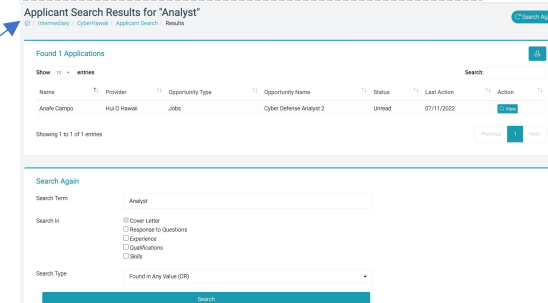 Applicant Search Results for "Analyst"
Search Aga
/ Intermediary / CyberHawaii / Applicant Search / Results
Found 1 Applications
Show 10 entries
Search:
Name Provider Opportunity Type Opportunity Name Status Last Action Action
Anafe Campo Hui O Hawaii Jobs Cyber Defense Analyst 2 Unread 07/11/2022 View
Showing 1 to 1 of 1 entries
Previous 1 Next
Search Again
Search Term
Analyst
Search In
Cover Letter
Response to Questions
Experience
Qualifications
Skills
Search Type
Found in Any Value (OR)
Search